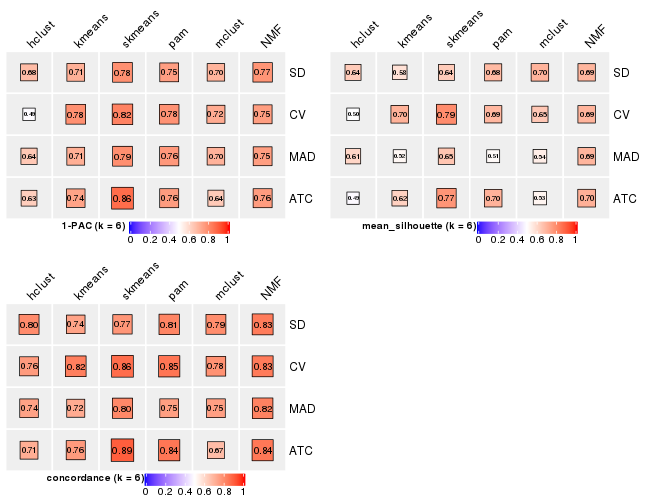 hclust kmeans skmeans pam mclust NMF
0.68 0.71 0.78 0.75 0.70 0.77 SD
0.49 0.78 0.82 0.78 0.72 0.75 CV
0.64 0.71 0.79 0.76 0.70 0.75 MAD
0.63 0.74 0.86 0.76 0.64 0.76 ATC
1-PAC (k = 6)
0 0.2 0.4 0.6 0.8 1
hclust kmeans skmeans pam mclust NMF
0.64 0.58 0.64 0.68 0.70 0.69 SD
0.50 0.70 0.79 0.69 0.65 0.69 CV
0.61 0.52 0.65 0.51 0.54 0.69 MAD
0.49 0.62 0.77 0.70 0.53 0.70 ATC
mean_silhouette (k = 6)
0 0.2 0.4 0.6 0.8 1
hclust kmeans skmeans pam mclust NMF
0.80 0.74 0.77 0.81 0.79 0.83 SD
0.76 0.82 0.86 0.85 0.78 0.83 CV
0.74 0.72 0.80 0.75 0.75 0.82 MAD
0.71 0.76 0.89 0.84 0.67 0.84 ATC
concordance (k = 6)
0 0.2 0.4 0.6 0.8 1